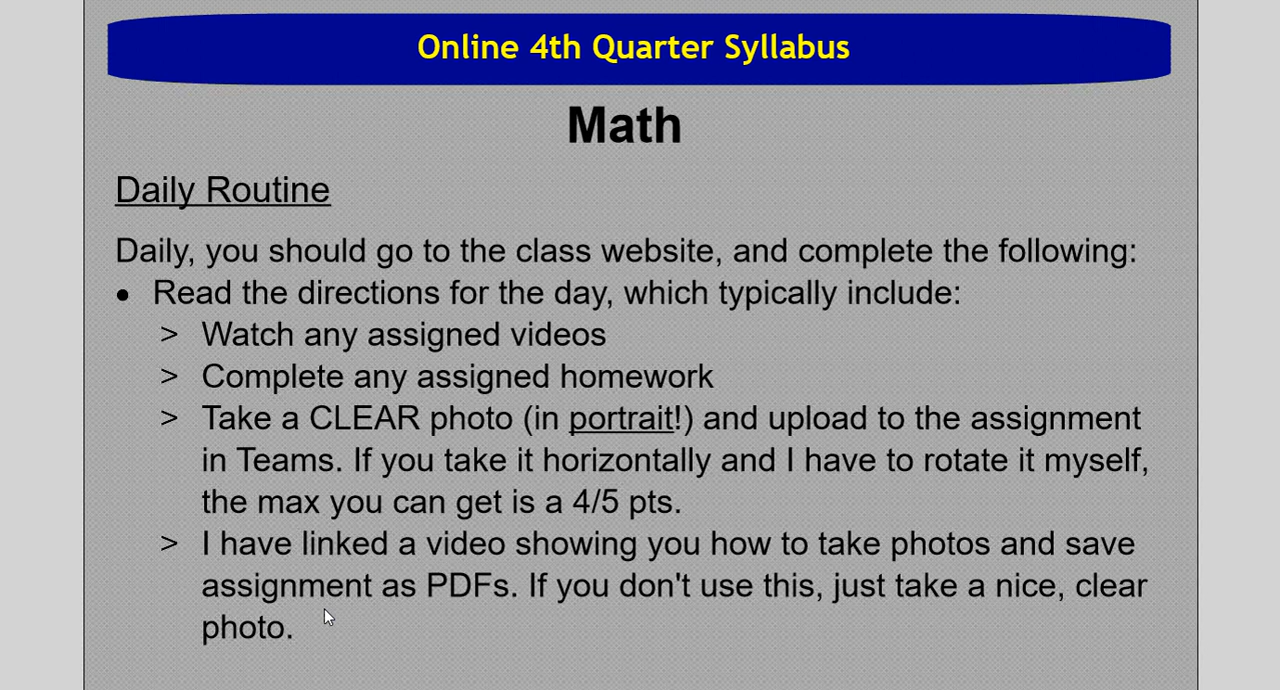 Online 4th Quarter Syllabus
Math
Daily Routine
Daily, you should go to the class website, and complete the following:
• Read the directions for the day, which typically include:
> Watch any assigned videos
> Complete any assigned homework
> Take a CLEAR photo (in portrait!) and upload to the assignment
in Teams. If you take it horizontally and I have to rotate it myself,
the max you can get is a 4/5 pts.
> I have linked a video showing you how to take photos and save
assignment as PDFs. If you don't use this, just take a nice, clear
photo.